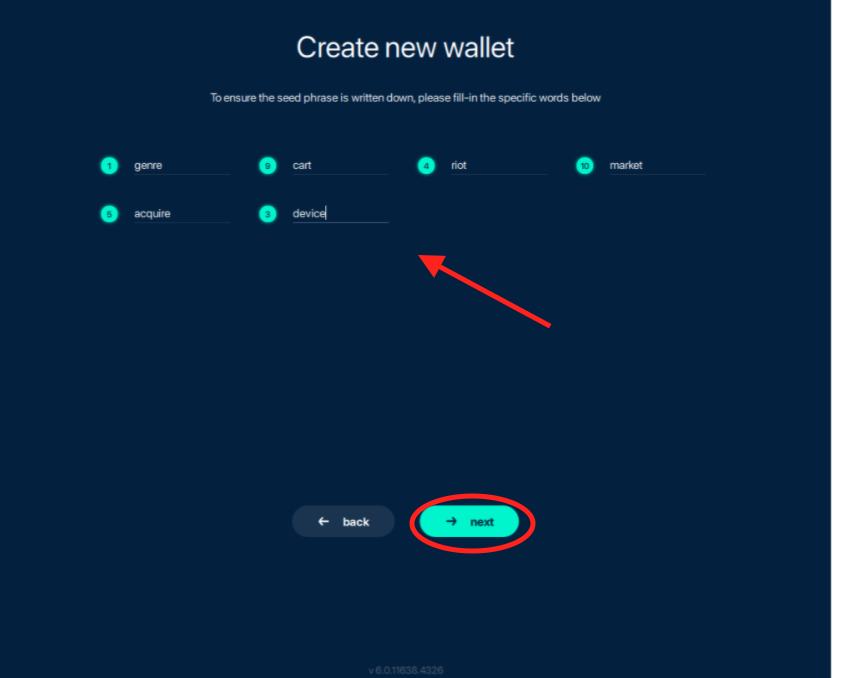 Create new wallet
To ensure the seed phrase is written down, please fill-in the specific words below
1 genre 9 cart 4 riot 10 market
5 acquire 3 device
← back → next
v 6.0.11638.4326